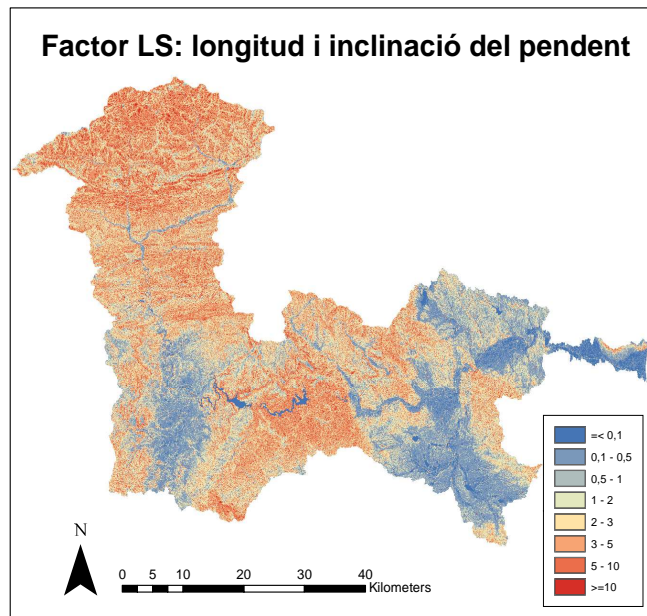 Factor LS: longitud i inclinació del pendent
=< 0,1
0,1 - 0,5
0,5 - 1
1 - 2
2 - 3
3 - 5
5 - 10
>=10
N
0 5 10 20 30 40
Kilometers